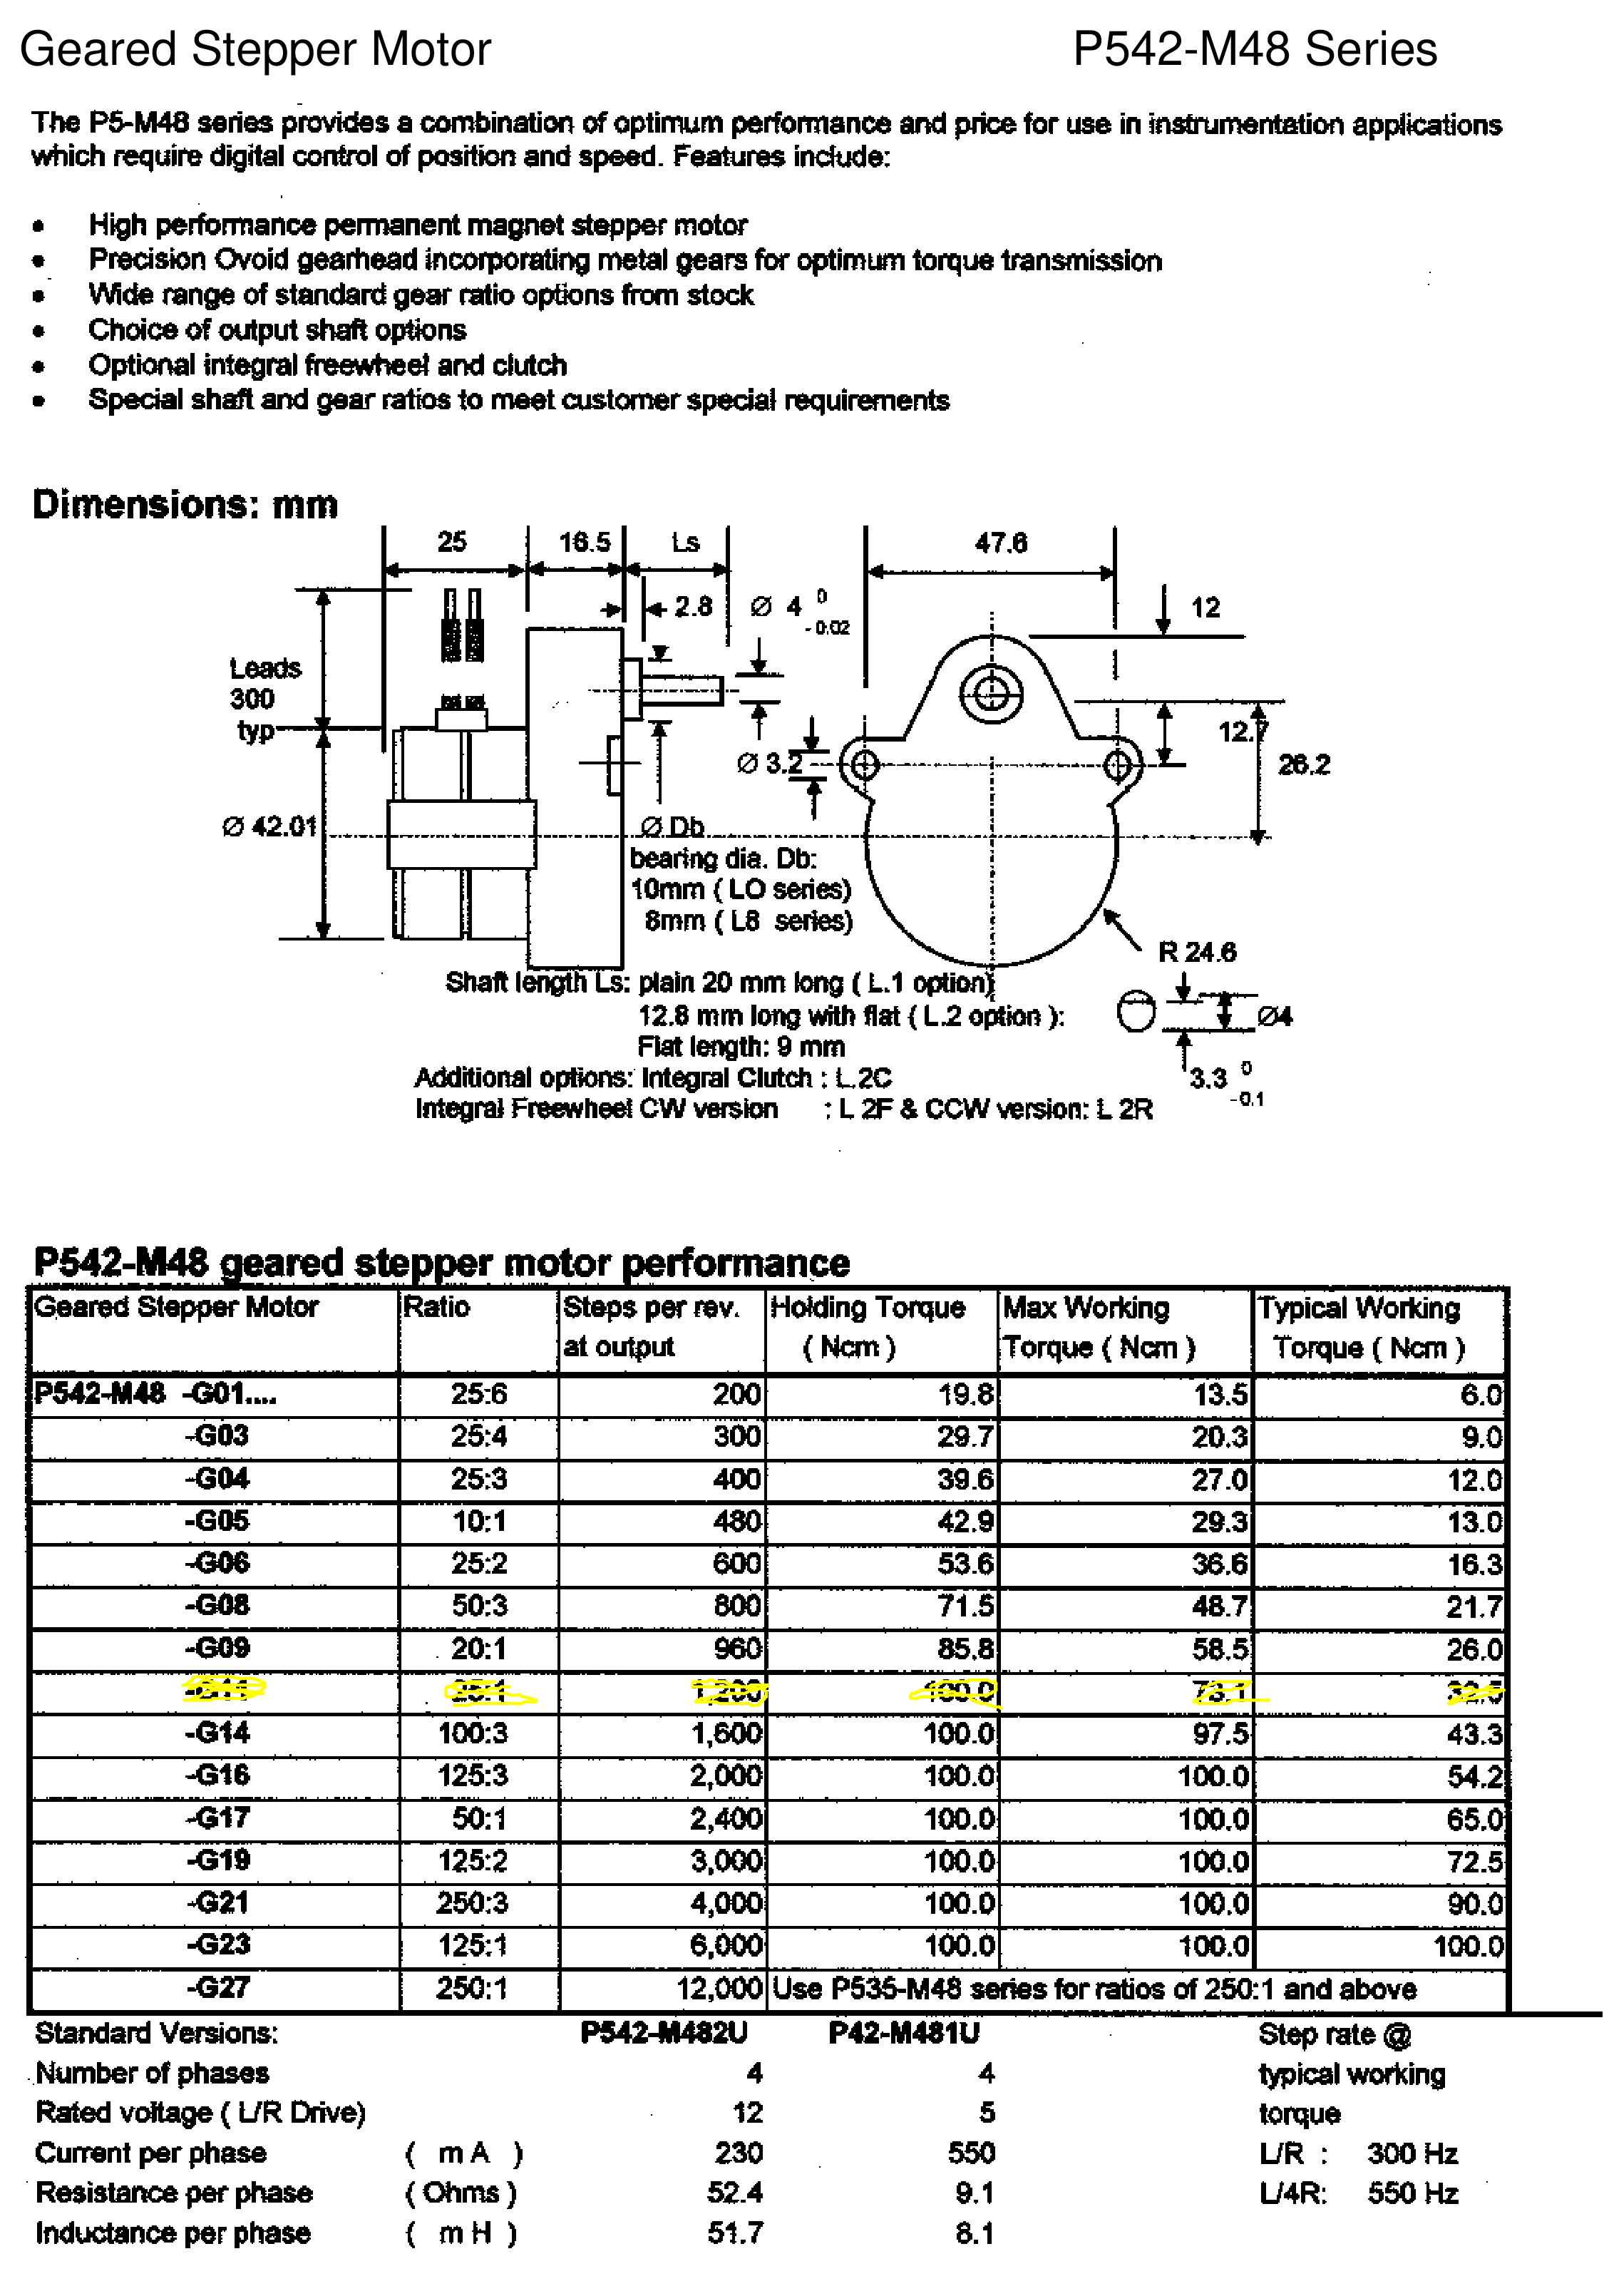 Geared Stepper Motor P542-M48 Series
The P5-M48 series provides a combination of optimum performance and price for use in instrumentation applications
which require digital control of position and speed. Features include:
• High performance permanent magnet stepper motor
• Precision Ovoid gearhead incorporating metal gears for optimum torque transmission
• Wide range of standard gear ratio options from stock
• Choice of output shaft options
• Optional integral freewheel and clutch
• Special shaft and gear ratios to meet customer special requirements
Dimensions: mm
25 16.5 Ls 47.6
2.8 Ø 4 0 -0.02 12
Leads
300
typ
12.7
Ø 3.2 26.2
Ø 42.01 Ø Db
bearing dia. Db:
10mm ( LO series)
8mm ( L8 series)
R 24.6
Shaft length Ls: plain 20 mm long ( L.1 option)
12.8 mm long with flat ( L.2 option ): Ø4
Flat length: 9 mm
Additional options: Integral Clutch : L.2C 3.3 0 -0.1
Integral Freewheel CW version : L 2F & CCW version: L 2R
P542-M48 geared stepper motor performance
Geared Stepper Motor Ratio Steps per rev. Holding Torque Max Working Typical Working
at output ( Ncm ) Torque ( Ncm ) Torque ( Ncm )
P542-M48 -G01.... 25:6 200 19.8 13.5 6.0
-G03 25:4 300 29.7 20.3 9.0
-G04 25:3 400 39.6 27.0 12.0
-G05 10:1 480 42.9 29.3 13.0
-G06 25:2 600 53.6 36.6 16.3
-G08 50:3 800 71.5 48.7 21.7
-G09 20:1 960 85.8 58.5 26.0
25:1 1,200 100.0 73.1
-G14 100:3 1,600 100.0 97.5 43.3
-G16 125:3 2,000 100.0 100.0 54.2
-G17 50:1 2,400 100.0 100.0 65.0
-G19 125:2 3,000 100.0 100.0 72.5
-G21 250:3 4,000 100.0 100.0 90.0
-G23 125:1 6,000 100.0 100.0 100.0
-G27 250:1 12,000 Use P535-M48 series for ratios of 250:1 and above
Standard Versions: P542-M482U P42-M481U Step rate @
Number of phases 4 4 typical working
Rated voltage ( L/R Drive) 12 5 torque
Current per phase ( mA ) 230 550 L/R : 300 Hz
Resistance per phase ( Ohms ) 52.4 9.1 L/4R: 550 Hz
Inductance per phase ( mH ) 51.7 8.1